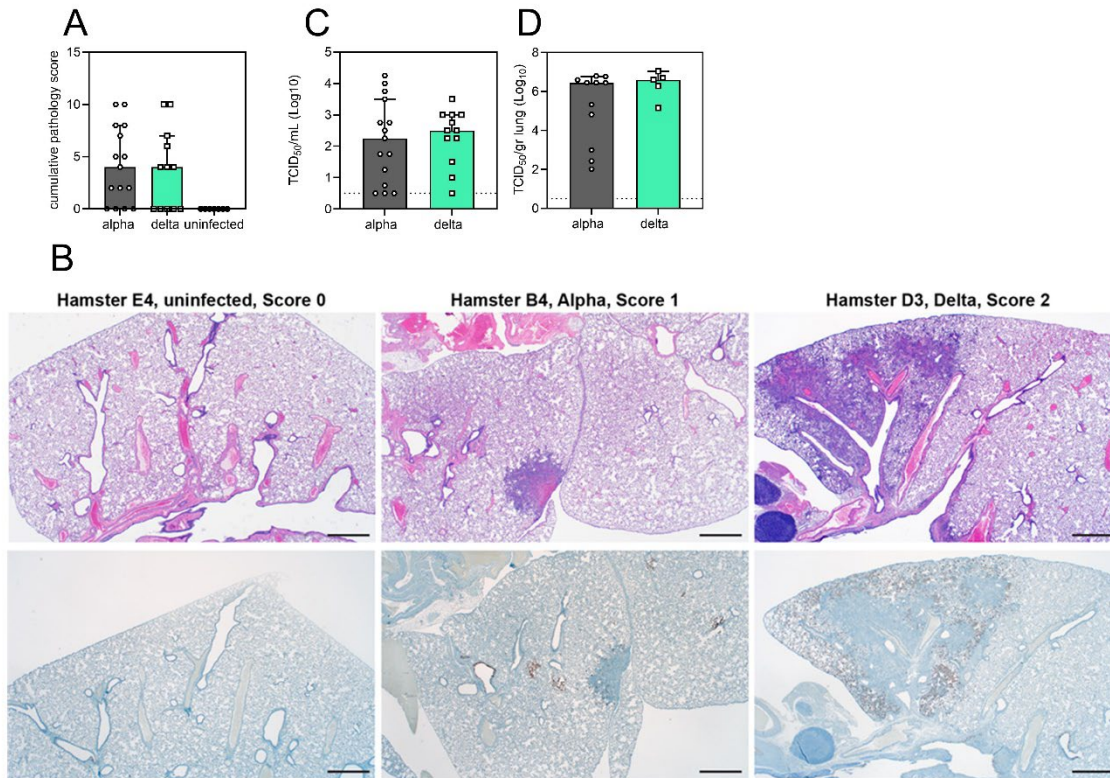 A
cumulative pathology score
15
10
5
0
alpha
delta
uninfected
C
TCID50/mL (Log10)
5
4
3
2
1
0
alpha
delta
D
TCID50/gr lung (Log10)
9
6
4
2
0
alpha
delta
B
Hamster E4, uninfected, Score 0
Hamster B4, Alpha, Score 1
Hamster D3, Delta, Score 2